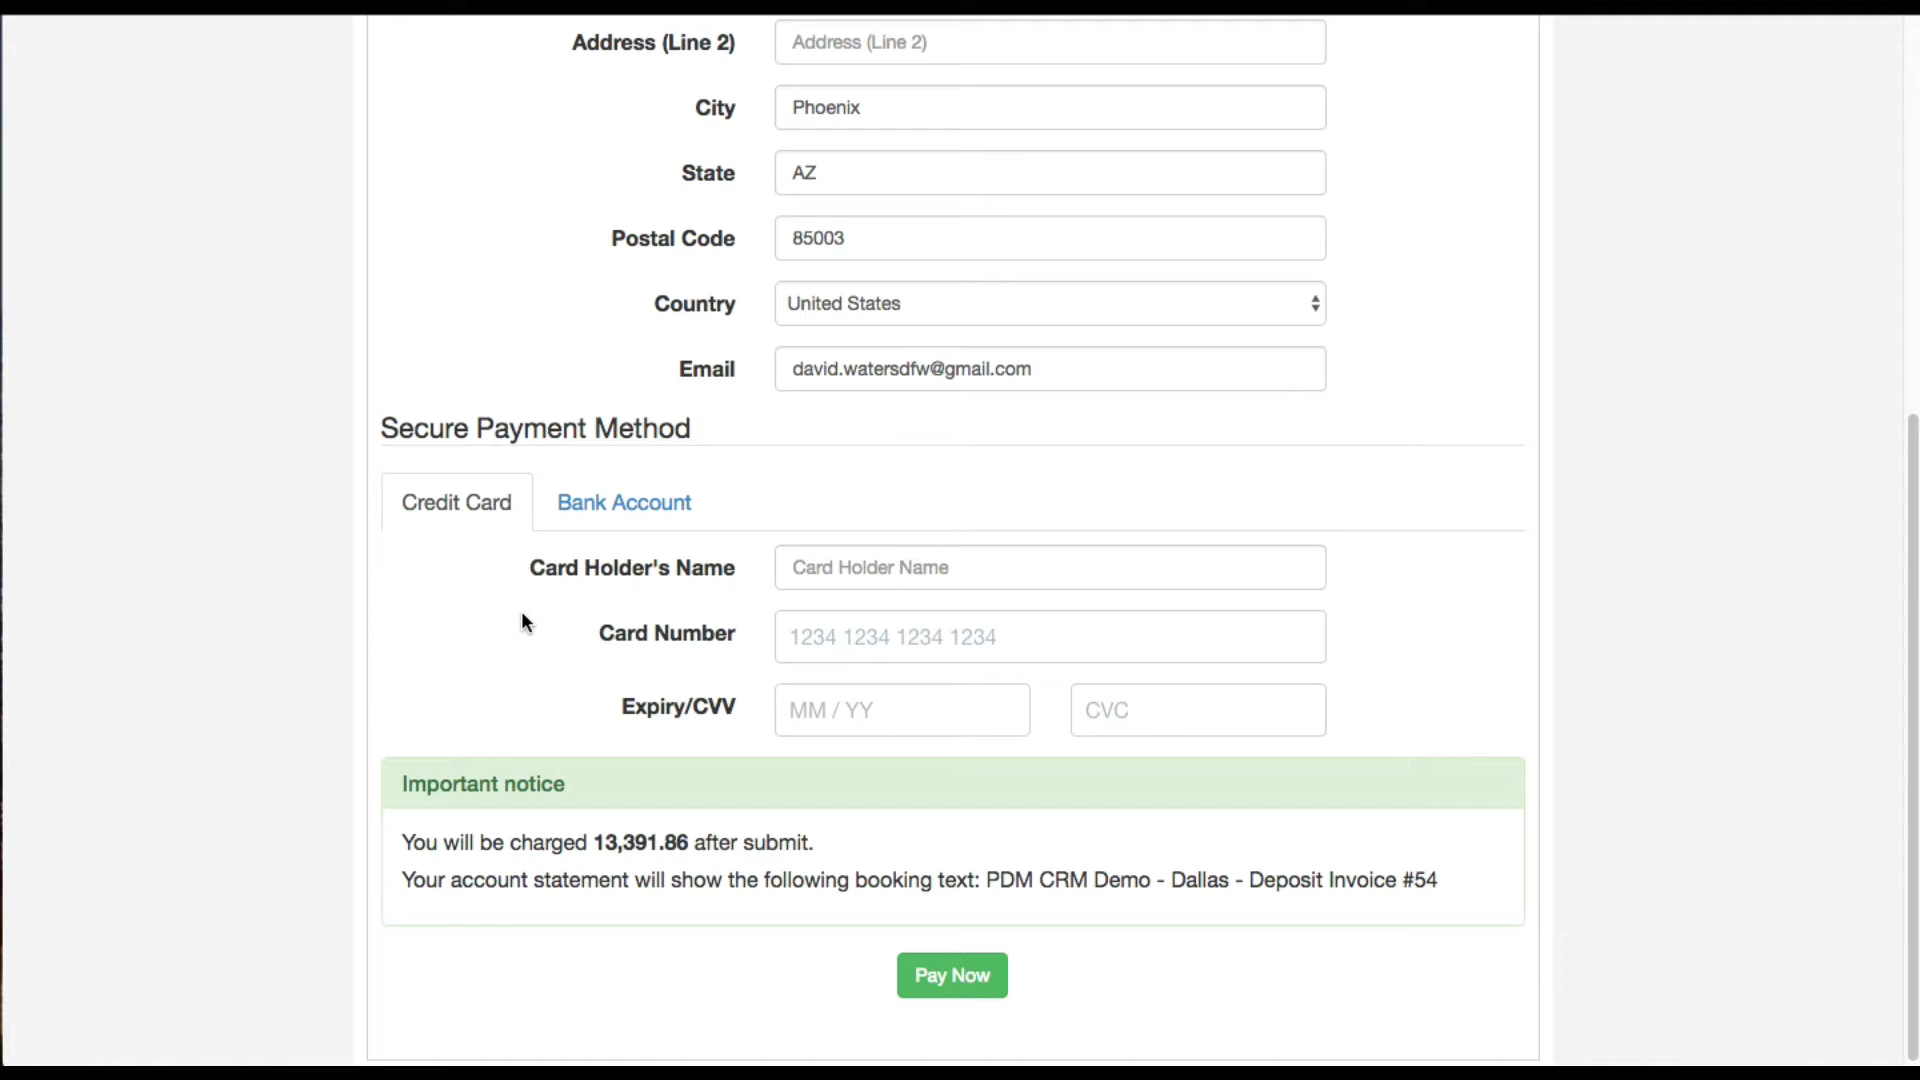 Address (Line 2) Address (Line 2)
City Phoenix
State AZ
Postal Code 85003
Country United States
Email david.watersdfw@gmail.com
Secure Payment Method
Credit Card Bank Account
Card Holder's Name Card Holder Name
Card Number 1234 1234 1234 1234
Expiry/CVV MM / YY CVC
Important notice
You will be charged 13,391.86 after submit.
Your account statement will show the following booking text: PDM CRM Demo - Dallas - Deposit Invoice #54
Pay Now